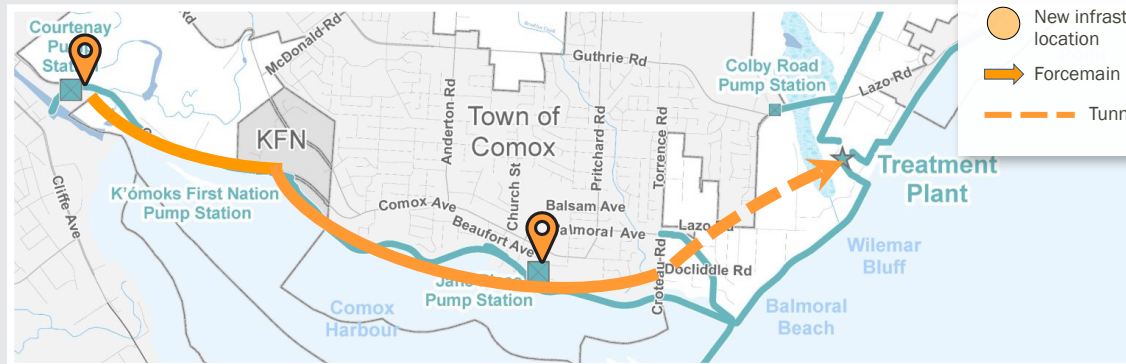 Courtenay
Pump
Station
McDonald-Rd
KFN
K'ómoks First Nation
Pump Station
Cliffe-Ave
Anderton Rd
Town of
Comox
Guthrie Rd
Church St
Pritchard Rd
Torrence Rd
Comox Ave
Beaufort Ave
Balsam Ave
Balmoral Ave
Lazo Rd
Croteau-Rd
Docliddle Rd
Pump Station
Comox
Harbour
Colby Road
Pump Station
Lazo-Rd
Treatment
Plant
Wilemar
Bluff
Balmoral
Beach
New infrast
location
Forcemain
Tunn